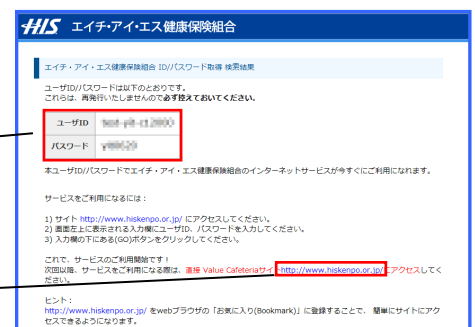 HIS エイチ・アイ・エス健康保険組合
エイチ・アイ・エス健康保険組合 ID/パスワード取得 検索結果
ユーザID/パスワードは以下のとおりです。
これらは、再発行いたしませんので必ず控えておいてください。
ユーザID
パスワード
本ユーザID/パスワードでエイチ・アイ・エス健康保険組合のインターネットサービスが今すぐにご利用になれます。
サービスをご利用になるには：
1) サイト http://www.hiskenpo.or.jp/ にアクセスしてください。
2) 画面左上に表示される入力欄にユーザID、パスワードを入力してください。
3) 入力欄の下にある(GO)ボタンをクリックしてください。
これで、サービスのご利用開始です！
次回以降、サービスをご利用になる際は、直接 Value Cafeteriaサイトhttp://www.hiskenpo.or.jp/にアクセスしてく
ださい。
ヒント：
http://www.hiskenpo.or.jp/ をwebブラウザの「お気に入り(Bookmark)」に登録することで、 簡単にサイトにアク
セスできるようになります。